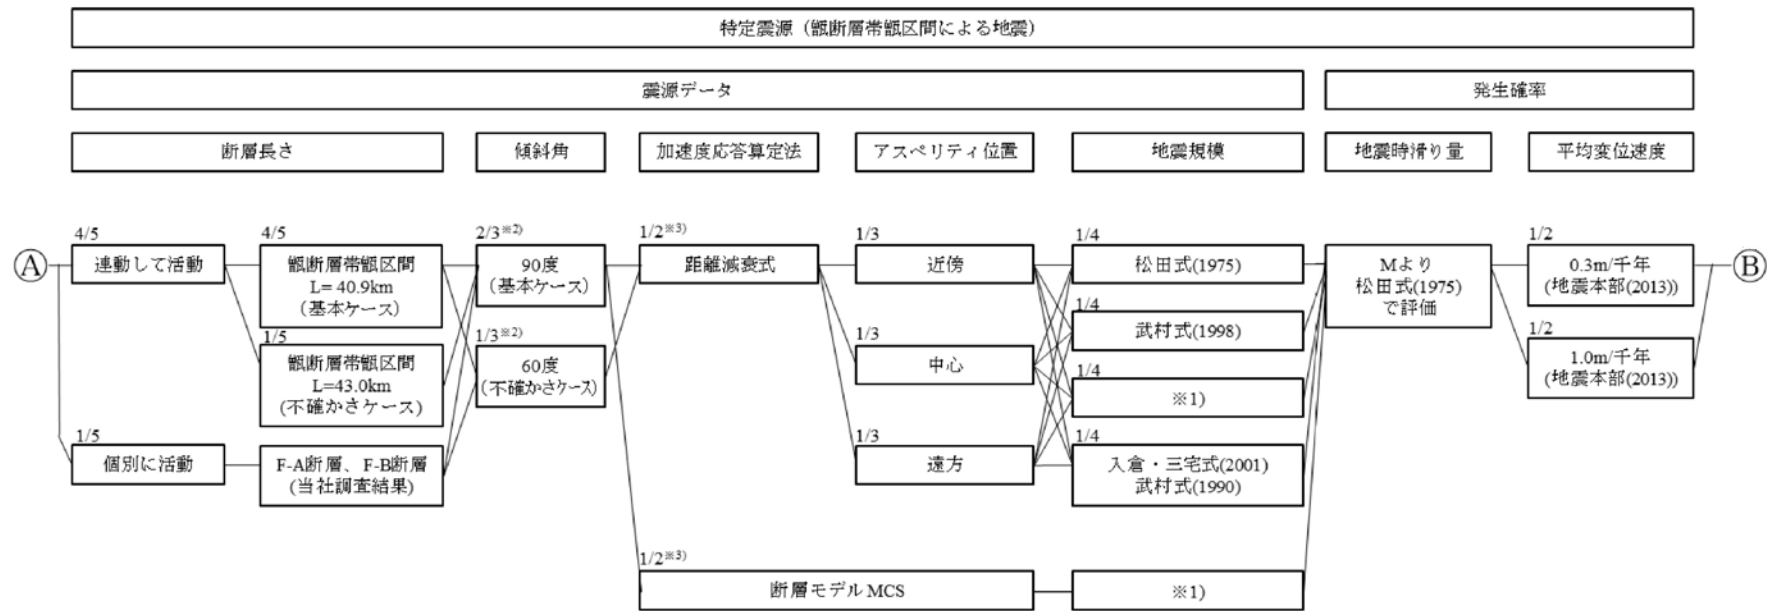 特定震源（甑断層帯甑区間による地震）
震源データ
発生確率
断層長さ
傾斜角
加速度応答算定法
アスペリティ位置
地震規模
地震時滑り量
平均変位速度
Ⓐ
4/5
連動して活動
4/5
甑断層帯甑区間
L= 40.9km
（基本ケース）
1/5
甑断層帯甑区間
L=43.0km
(不確かさケース)
1/5
個別に活動
F-A断層、F-B断層
(当社調査結果)
2/3※2)
90度
（基本ケース）
1/3※2)
60度
（不確かさケース）
1/2※3)
距離減衰式
1/2※3)
断層モデルMCS
1/3
近傍
1/3
中心
1/3
遠方
1/4
松田式(1975)
1/4
武村式(1998)
1/4
※1)
1/4
入倉・三宅式(2001)
武村式(1990)
※1)
Mより
松田式(1975)
で評価
1/2
0.3m/千年
(地震本部(2013))
1/2
1.0m/千年
(地震本部(2013))
Ⓑ